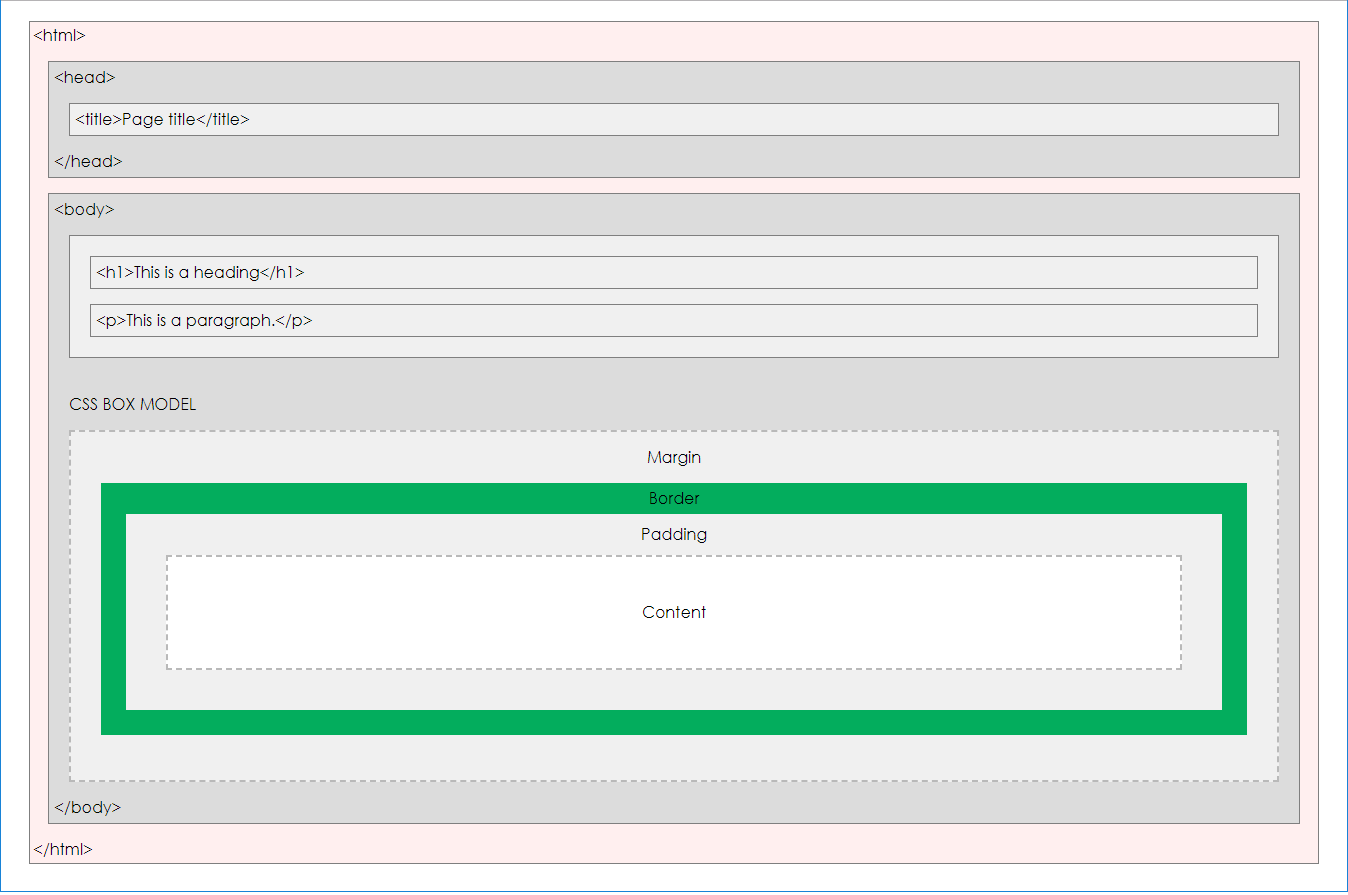 <html>
<head>
<title>Page title</title>
</head>
<body>
<h1>This is a heading</h1>
<p>This is a paragraph.</p>
CSS BOX MODEL
Margin
Border
Padding
Content
</body>
</html>